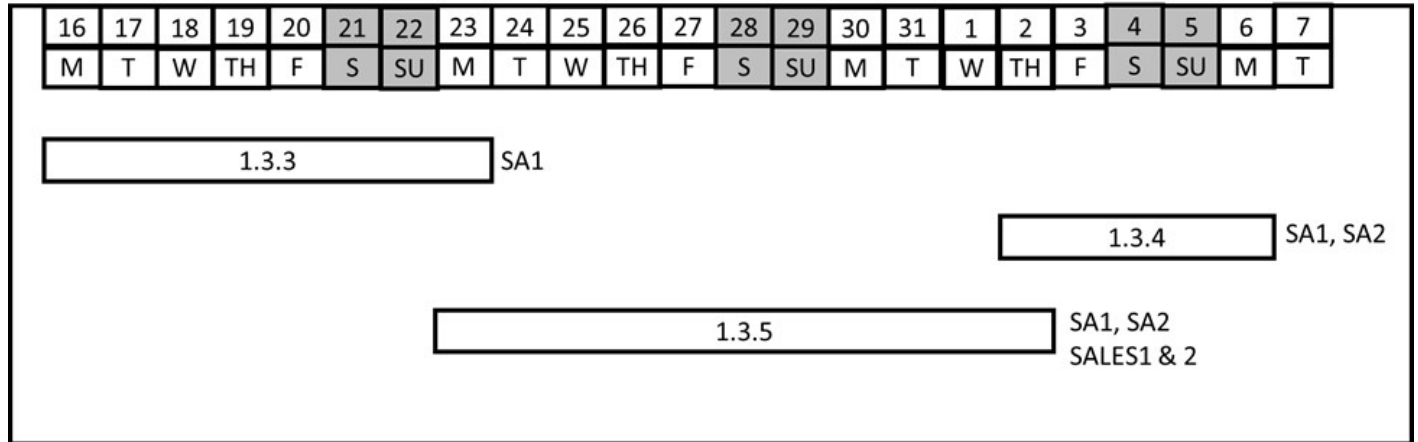 16 17 18 19 20 21 22 23 24 25 26 27 28 29 30 31 1 2 3 4 5 6 7
M T W TH F S SU M T W TH F S SU M T W TH F S SU M T
1.3.3 SA1
1.3.4 SA1, SA2
1.3.5 SA1, SA2
SALES1 & 2